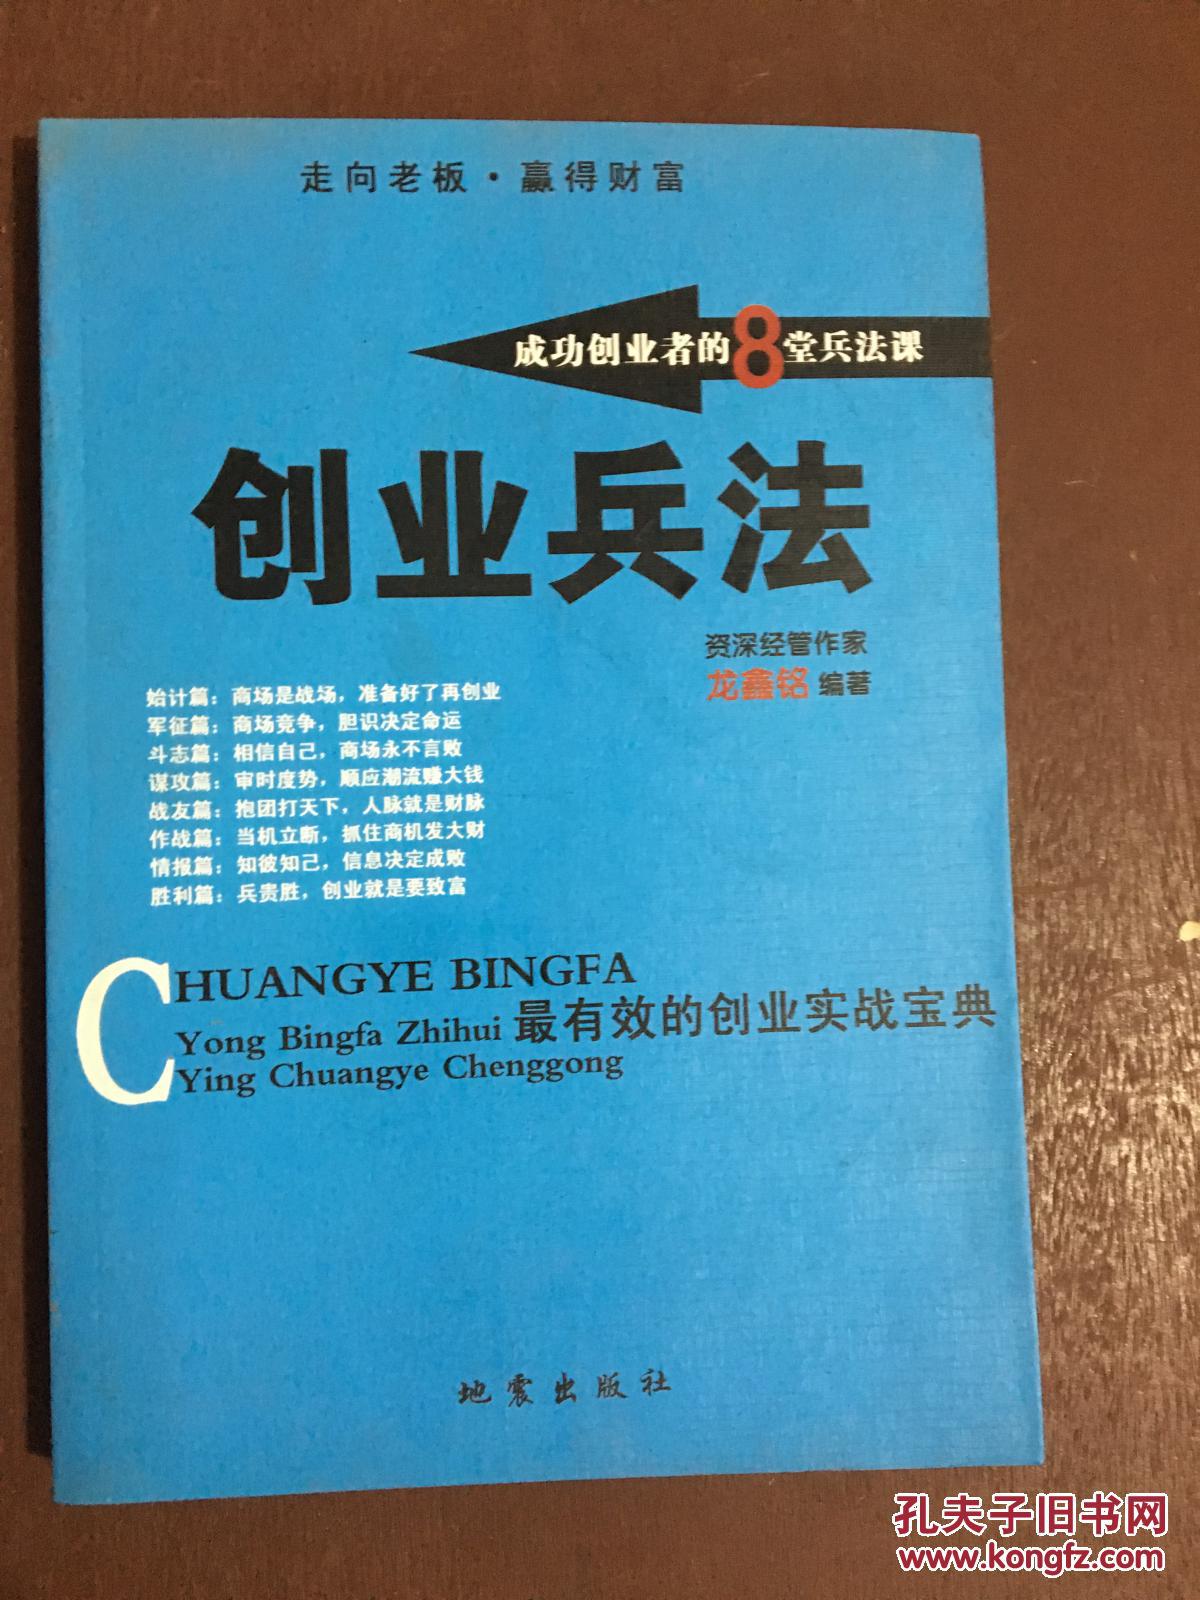 走向老板·赢得财富
成功创业者的8堂兵法课
创业兵法
资深经管作家
龙鑫铭 编著
始计篇：商场是战场，准备好了再创业
军征篇：商场竞争，胆识决定命运
斗志篇：相信自己，商场永不言败
谋攻篇：审时度势，顺应潮流赚大钱
战友篇：抱团打天下，人脉就是财脉
作战篇：当机立断，抓住商机发大财
情报篇：知彼知己，信息决定成败
胜利篇：兵贵胜，创业就是要致富
CHUANGYE BINGFA
Yong Bingfa Zhihui 最有效的创业实战宝典
Ying Chuangye Chenggong
地震出版社
孔夫子旧书网
www.kongfz.com